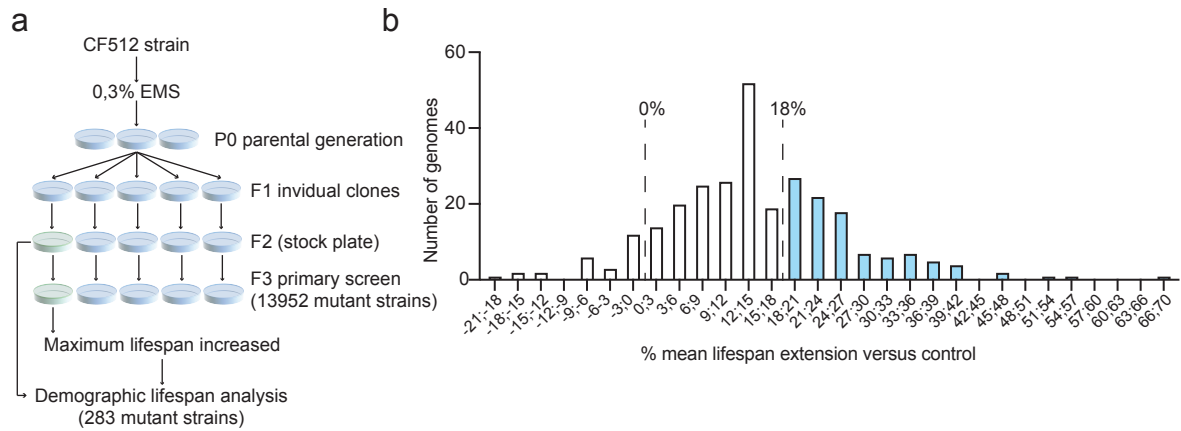 a
CF512 strain
0,3% EMS
P0 parental generation
F1 invidual clones
F2 (stock plate)
F3 primary screen
(13952 mutant strains)
Maximum lifespan increased
Demographic lifespan analysis
(283 mutant strains)
b
Number of genomes
60
40
20
0
0%
18%
-21;-18
-18;-15
-15;-12
-12;-9
-9;-6
-6;-3
-3;0
0;3
3;6
6;9
9;12
12;15
15;18
18;21
21;24
24;27
27;30
30;33
33;36
36;39
39;42
42;45
45;48
48;51
51;54
54;57
57;60
60;63
63;66
66;70
% mean lifespan extension versus control